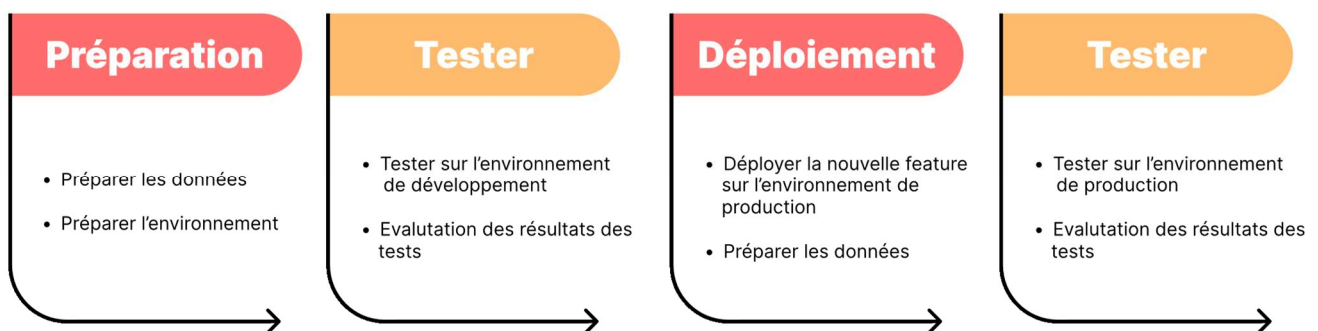 Préparation
• Préparer les données
• Préparer l'environnement
Tester
• Tester sur l'environnement
de développement
• Evalutation des résultats des
tests
Déploiement
• Déployer la nouvelle feature
sur l'environnement de
production
• Préparer les données
Tester
• Tester sur l'environnement
de production
• Evalutation des résultats des
tests